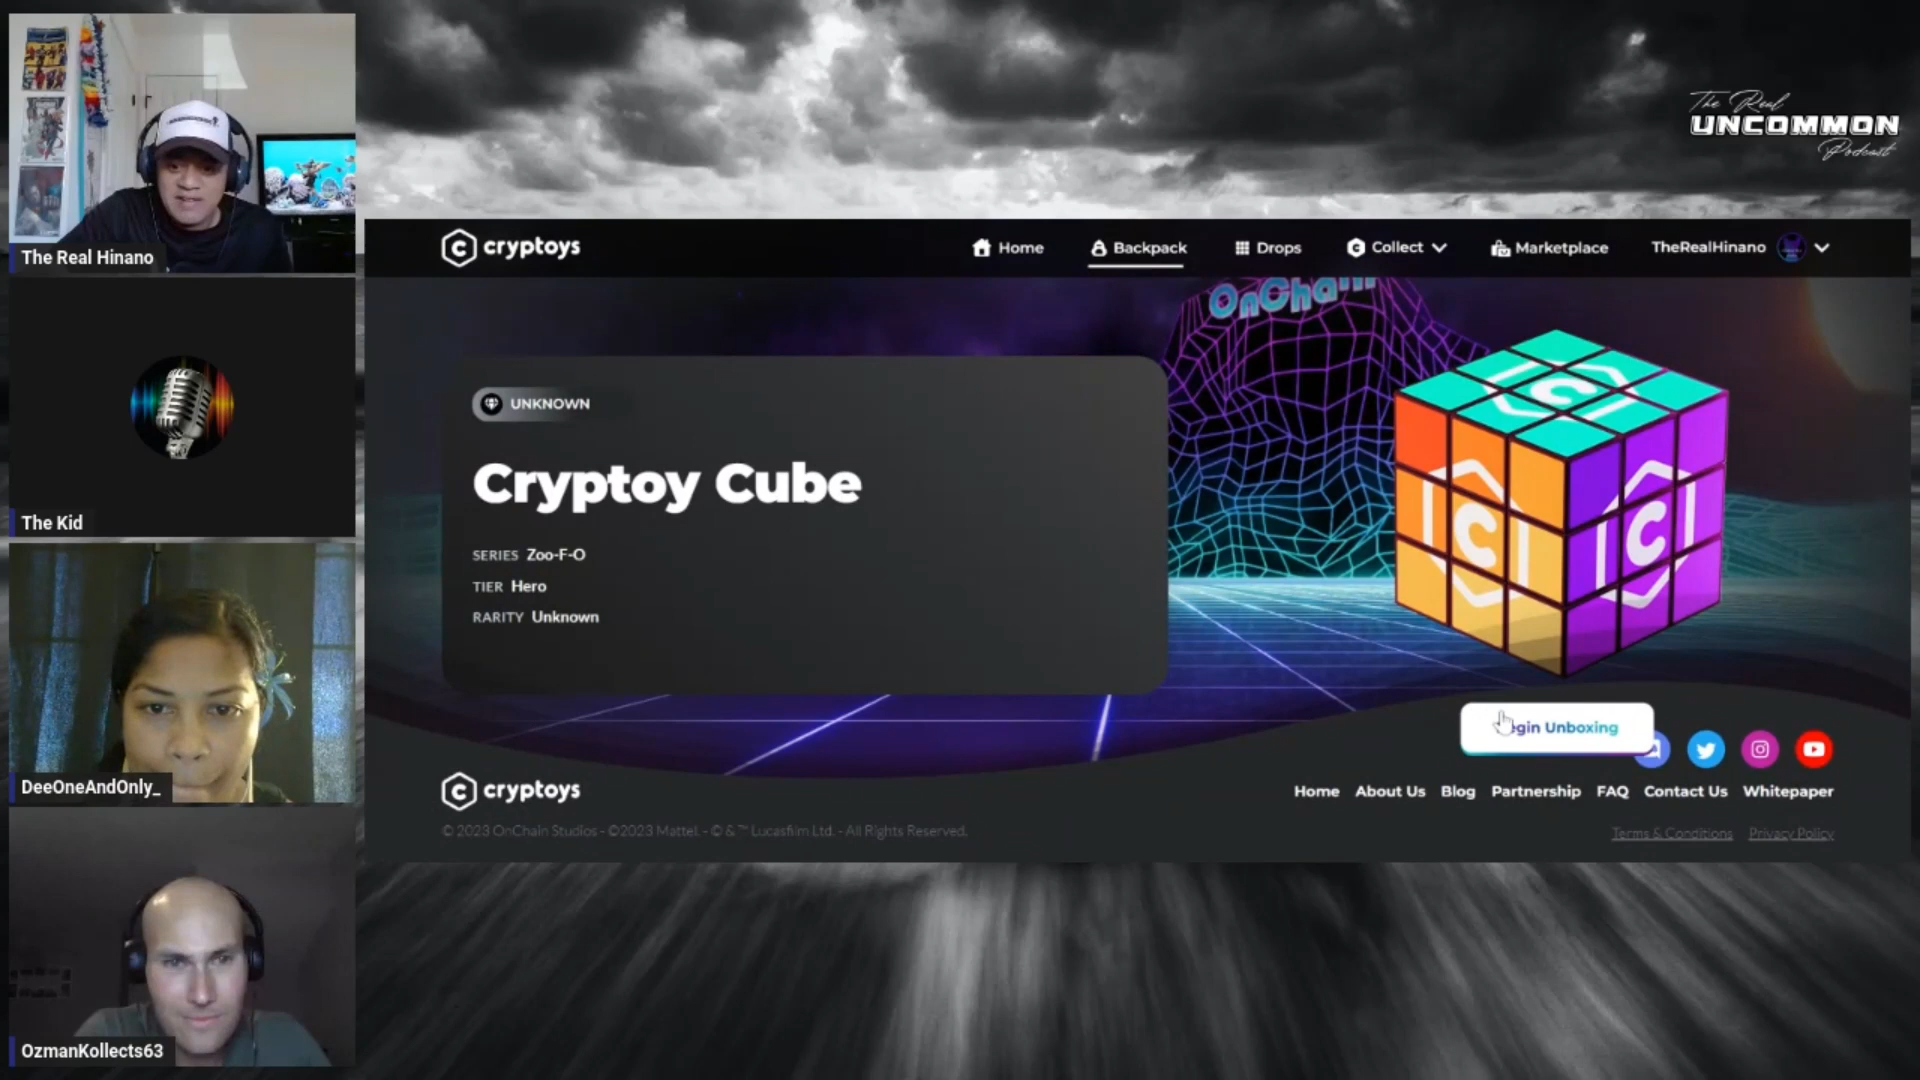 The Real
UNCOMMON
Podcast
The Real Hinano
The Kid
DeeOneAndOnly_
OzmanKollects63
cryptoys
Home
Backpack
Drops
Collect
Marketplace
TheRealHinano
OnChain
UNKNOWN
Cryptoy Cube
SERIES Zoo-F-O
TIER Hero
RARITY Unknown
C
C
C
egin Unboxing
cryptoys
Home About Us Blog Partnership FAQ Contact Us Whitepaper
© 2023 OnChain Studios - ©2023 Mattel. - © & ™ Lucasfilm Ltd. - All Rights Reserved.
Terms & Conditions Privacy Policy